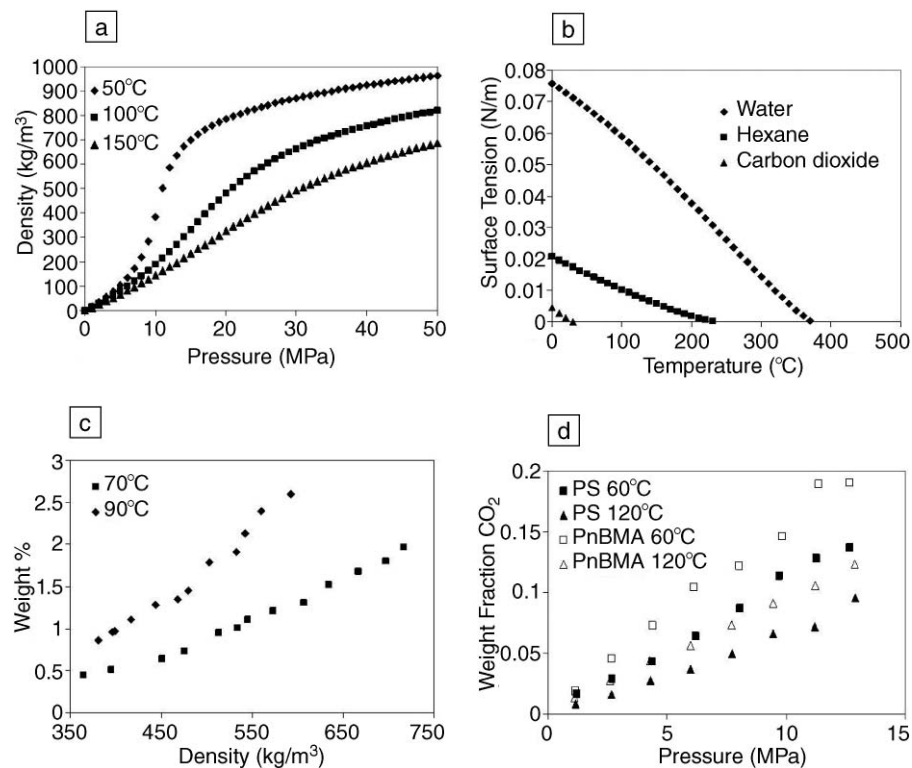 a
Density (kg/m³)
1000
900
800
700
600
500
400
300
200
100
0
50°C
100°C
150°C
0 10 20 30 40 50
Pressure (MPa)
b
Surface Tension (N/m)
0.08
0.07
0.06
0.05
0.04
0.03
0.02
0.01
0
Water
Hexane
Carbon dioxide
0 100 200 300 400 500
Temperature (°C)
c
Weight %
3
2.5
2
1.5
1
0.5
0
70°C
90°C
350 450 550 650 750
Density (kg/m³)
d
Weight Fraction CO₂
0.2
0.15
0.1
0.05
0
PS 60°C
PS 120°C
PnBMA 60°C
PnBMA 120°C
0 5 10 15
Pressure (MPa)